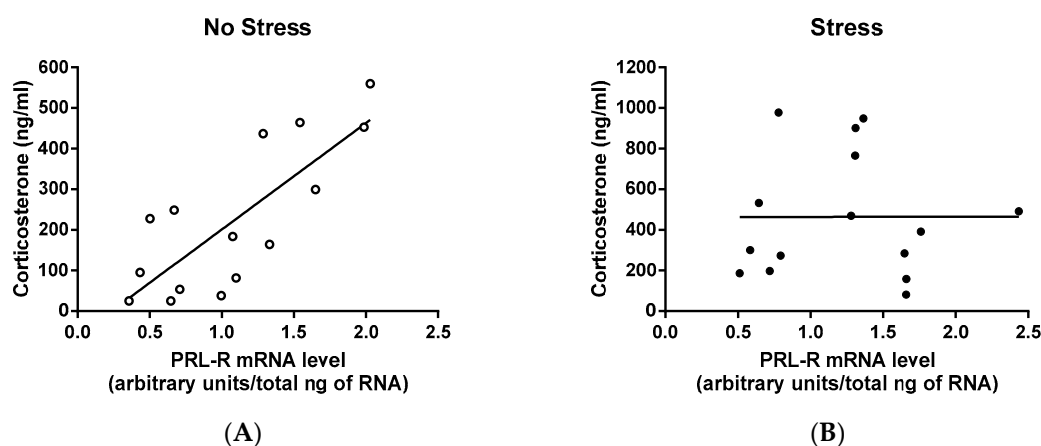 No Stress
600
500
400
300
200
100
0
Corticosterone (ng/ml)
0.0 0.5 1.0 1.5 2.0 2.5
PRL-R mRNA level
(arbitrary units/total ng of RNA)
(A)
Stress
1200
1000
800
600
400
200
0
Corticosterone (ng/ml)
0.0 0.5 1.0 1.5 2.0 2.5
PRL-R mRNA level
(arbitrary units/total ng of RNA)
(B)